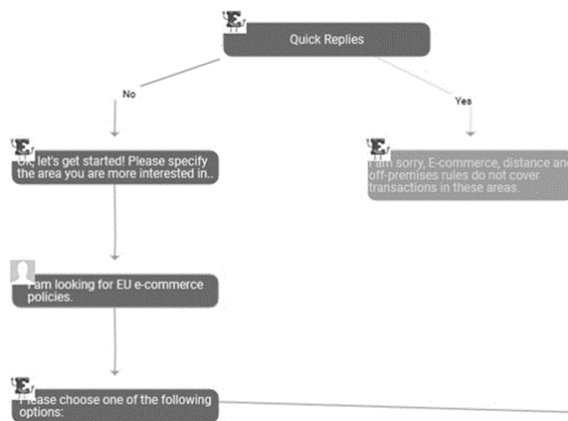 Quick Replies
No
Yes
Ok, let's get started! Please specify
the area you are more interested in..
I am sorry, E-commerce, distance and
off-premises rules do not cover
transactions in these areas.
I am looking for EU e-commerce
policies.
Please choose one of the following
options: